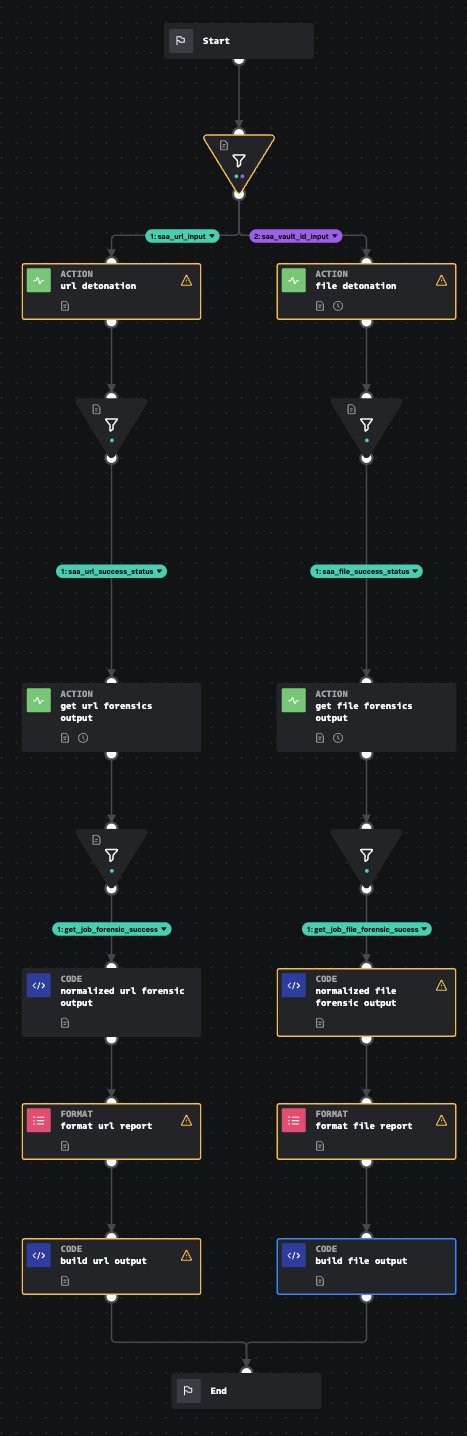 Start
1: saa_url_input
2: saa_vault_id_input
ACTION
url detonation
ACTION
file detonation
1: saa_url_success_status
1: saa_file_success_status
ACTION
get url forensics
output
ACTION
get file forensics
output
1: get_job_forensic_success
1: get_job_file_forensic_sucess
CODE
normalized url forensic
output
CODE
normalized file
forensic output
FORMAT
format url report
FORMAT
format file report
CODE
build url output
CODE
build file output
End